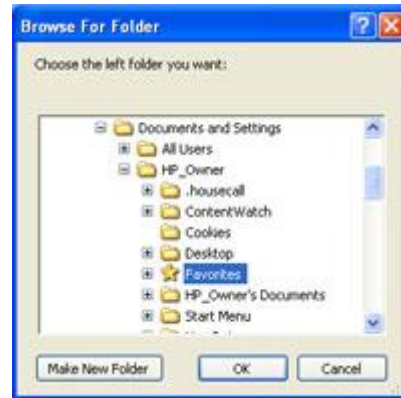 Browse For Folder
Choose the left folder you want:
Documents and Settings
All Users
HP_Owner
.housecall
ContentWatch
Cookies
Desktop
Favorites
HP_Owner's Documents
Start Menu
Make New Folder
OK
Cancel